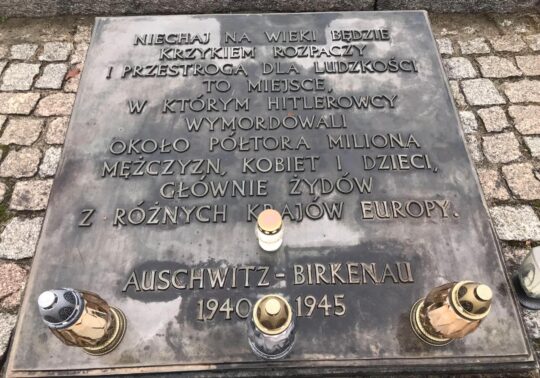 NIECHAJ NA WIEKI BĘDZIE
KRZYKIEM ROZPACZY
I PRZESTROGĄ DLA LUDZKOŚCI
TO MIEJSCE,
W KTÓRYM HITLEROWCY
WYMORDOWALI
OKOŁO PÓŁTORA MILIONA
MĘŻCZYZN, KOBIET I DZIECI,
GŁÓWNIE ŻYDÓW
Z RÓŻNYCH KRAJÓW EUROPY.
AUSCHWITZ-BIRKENAU
1940 1945